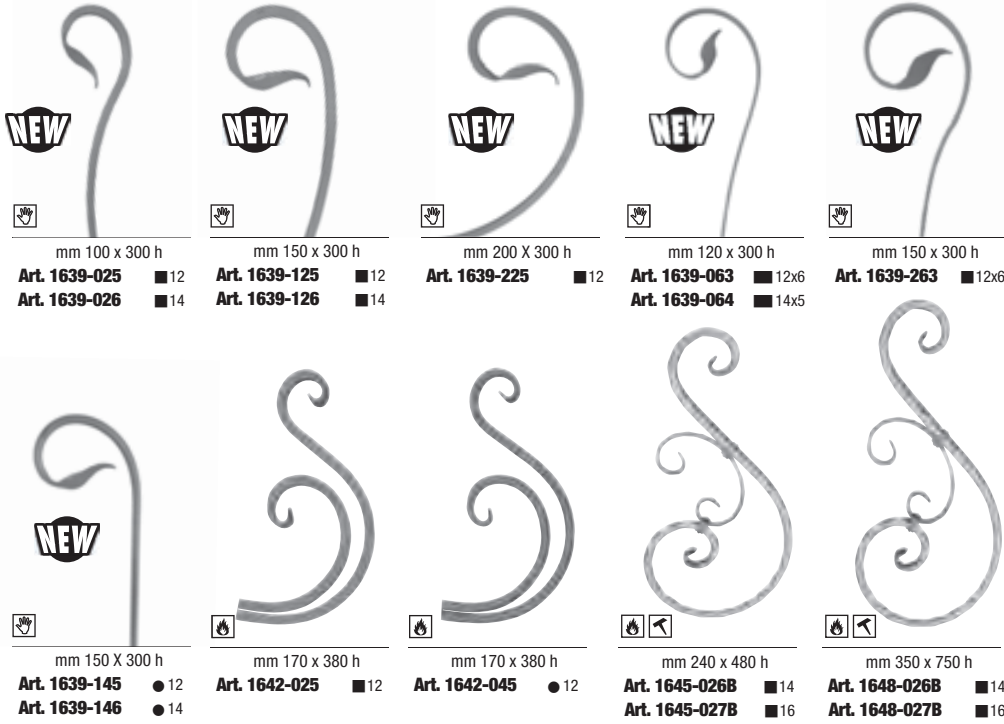 NEW
NEW
NEW
NEW
NEW
mm 100 x 300 h
Art. 1639-025 ■ 12
Art. 1639-026 ■ 14
mm 150 x 300 h
Art. 1639-125 ■ 12
Art. 1639-126 ■ 14
mm 200 X 300 h
Art. 1639-225 ■ 12
mm 120 x 300 h
Art. 1639-063 ▬ 12x6
Art. 1639-064 ▬ 14x5
mm 150 x 300 h
Art. 1639-263 ▬ 12x6
NEW
mm 150 X 300 h
Art. 1639-145 ● 12
Art. 1639-146 ● 14
mm 170 x 380 h
Art. 1642-025 ■ 12
mm 170 x 380 h
Art. 1642-045 ● 12
mm 240 x 480 h
Art. 1645-026B ■ 14
Art. 1645-027B ■ 16
mm 350 x 750 h
Art. 1648-026B ■ 14
Art. 1648-027B ■ 16